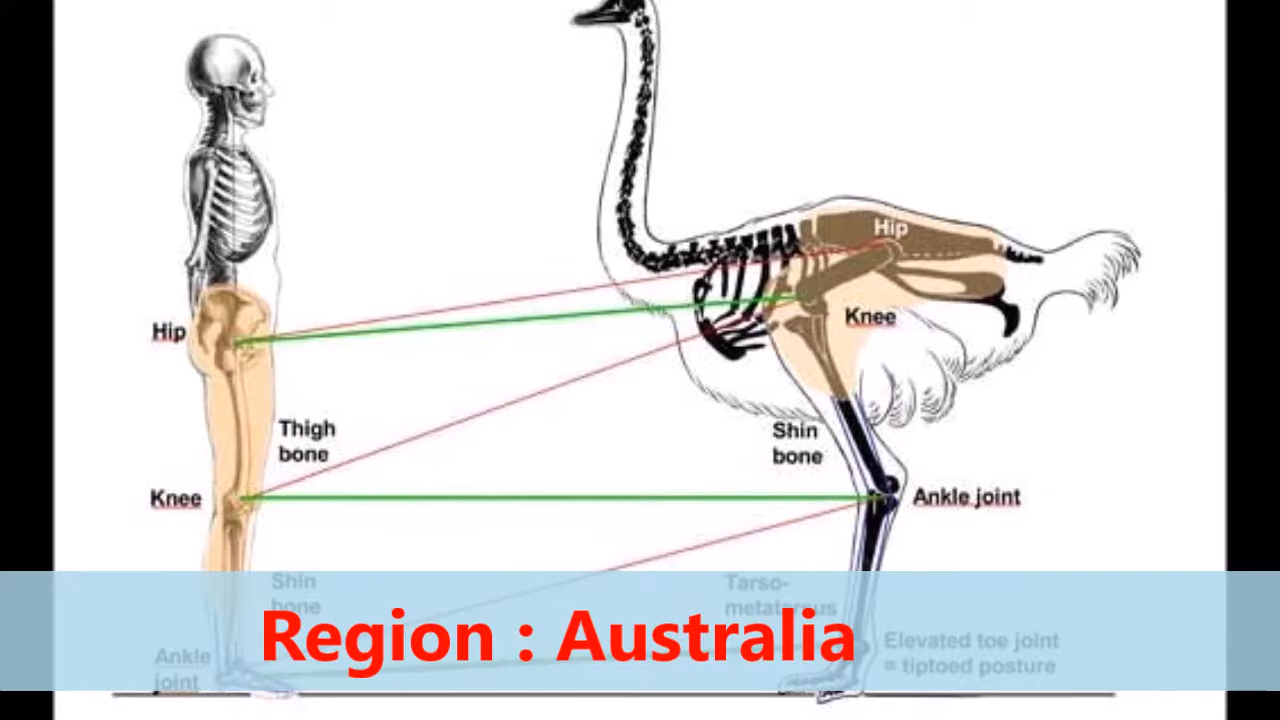 Hip
Hip
Knee
Thigh
bone
Shin
bone
Knee
Ankle joint
Shin
bone
Tarso-
metatarsus
Region : Australia
Ankle
joint
Elevated toe joint
= tiptoed posture